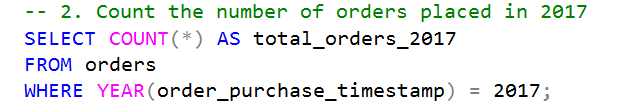 -- 2. Count the number of orders placed in 2017
SELECT COUNT(*) AS total_orders_2017
FROM orders
WHERE YEAR(order_purchase_timestamp) = 2017;